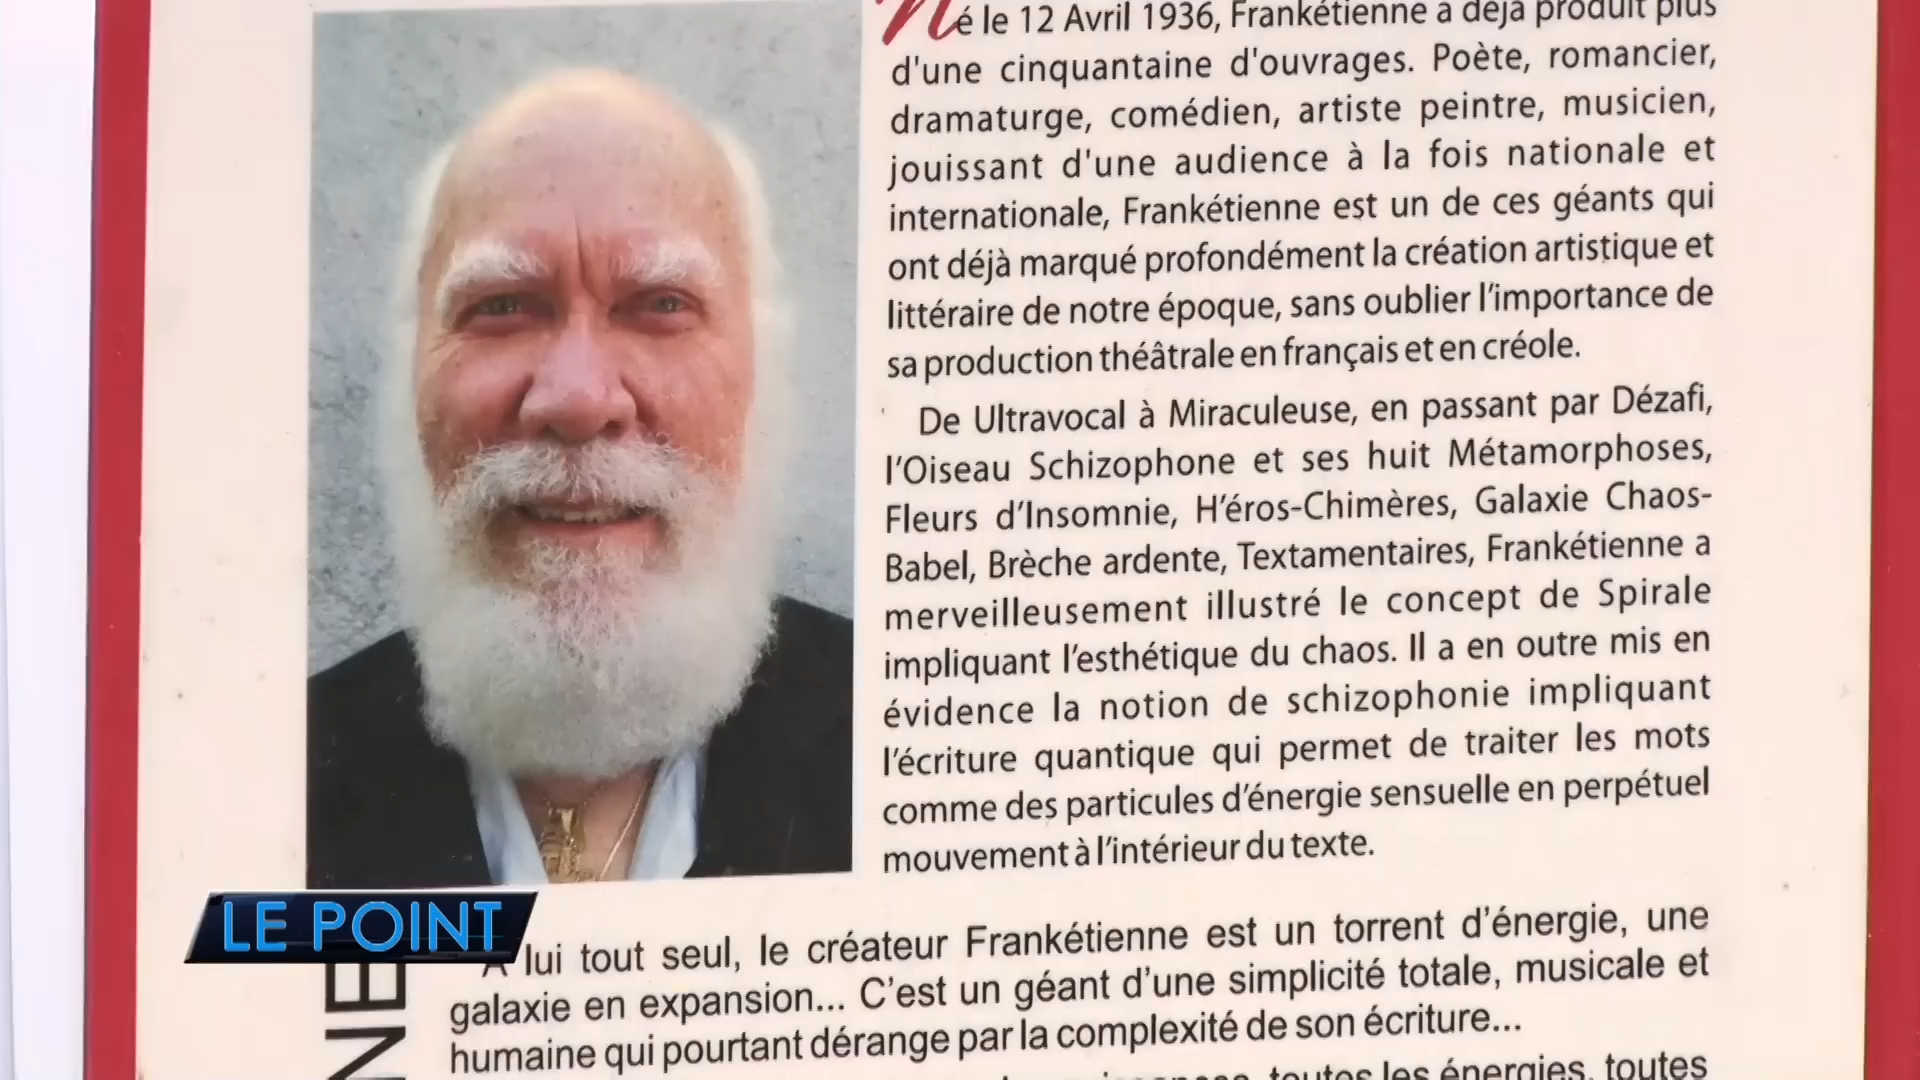 Né le 12 Avril 1936, Frankétienne a déjà produit plus
d'une cinquantaine d'ouvrages. Poète, romancier,
dramaturge, comédien, artiste peintre, musicien,
jouissant d'une audience à la fois nationale et
internationale, Frankétienne est un de ces géants qui
ont déjà marqué profondément la création artistique et
littéraire de notre époque, sans oublier l'importance de
sa production théâtrale en français et en créole.
De Ultravocal à Miraculeuse, en passant par Dézafi,
l'Oiseau Schizophone et ses huit Métamorphoses,
Fleurs d'Insomnie, H'éros-Chimères, Galaxie Chaos-
Babel, Brèche ardente, Textamentaires, Frankétienne a
merveilleusement illustré le concept de Spirale
impliquant l'esthétique du chaos. Il a en outre mis en
évidence la notion de schizophonie impliquant
l'écriture quantique qui permet de traiter les mots
comme des particules d'énergie sensuelle en perpétuel
mouvement à l'intérieur du texte.
LE POINT
NE
A lui tout seul, le créateur Frankétienne est un torrent d'énergie, une
galaxie en expansion... C'est un géant d'une simplicité totale, musicale et
humaine qui pourtant dérange par la complexité de son écriture...
toutes les énergies, toutes